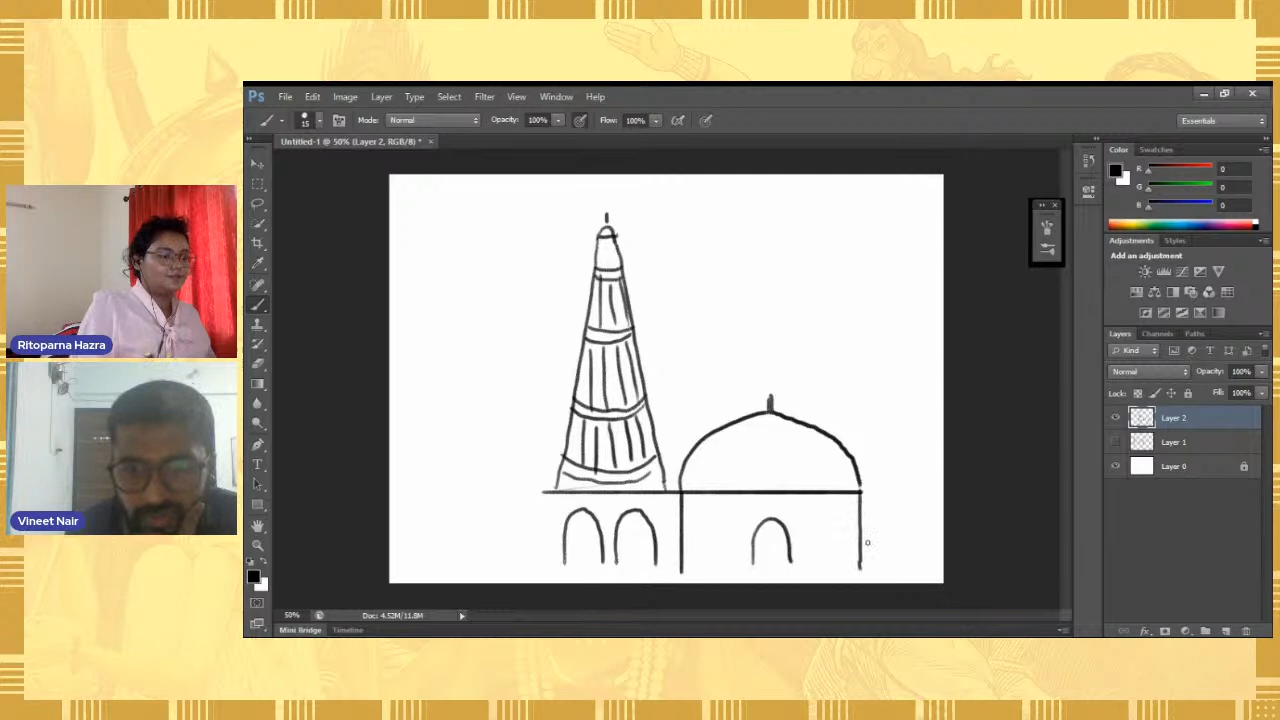 Ps File Edit Image Layer Type Select Filter View Window Help
15 Mode: Normal Opacity: 100% Flow: 100% Essentials
Untitled-1 @ 50% (Layer 2, RGB/8) * ×
Color Swatches
R 0
G 0
B 0
Adjustments Styles
Add an adjustment
Layers Channels Paths
Kind
Normal Opacity: 100%
Lock: Fill: 100%
Layer 2
Layer 1
Layer 0
50% Doc: 4.52M/11.8M
Mini Bridge Timeline
Ritoparna Hazra
Vineet Nair